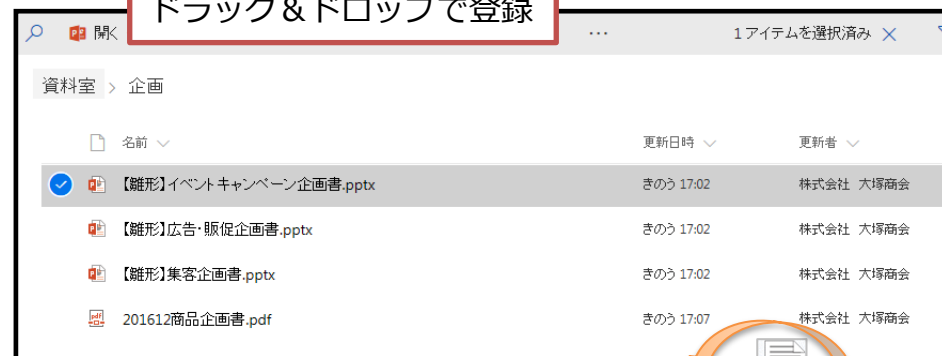 ドラッグ＆ドロップで登録
開く
...
1アイテムを選択済み
資料室 > 企画
名前 更新日時 更新者
【雛形】イベントキャンペーン企画書.pptx きのう 17:02 株式会社 大塚商会
【雛形】広告・販促企画書.pptx きのう 17:02 株式会社 大塚商会
【雛形】集客企画書.pptx きのう 17:02 株式会社 大塚商会
201612商品企画書.pdf きのう 17:07 株式会社 大塚商会